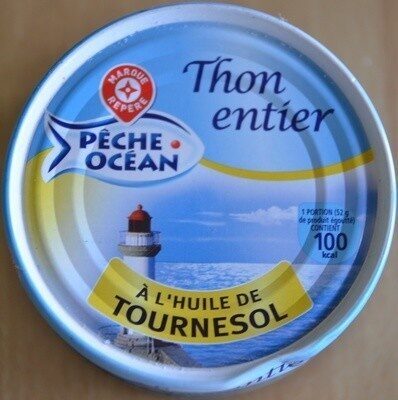 MARQUE
REPÈRE
PÊCHE
OCÉAN
Thon
entier
1 PORTION (52 g
de produit égoutté)
CONTIENT
100
kcal
À L'HUILE DE
TOURNESOL